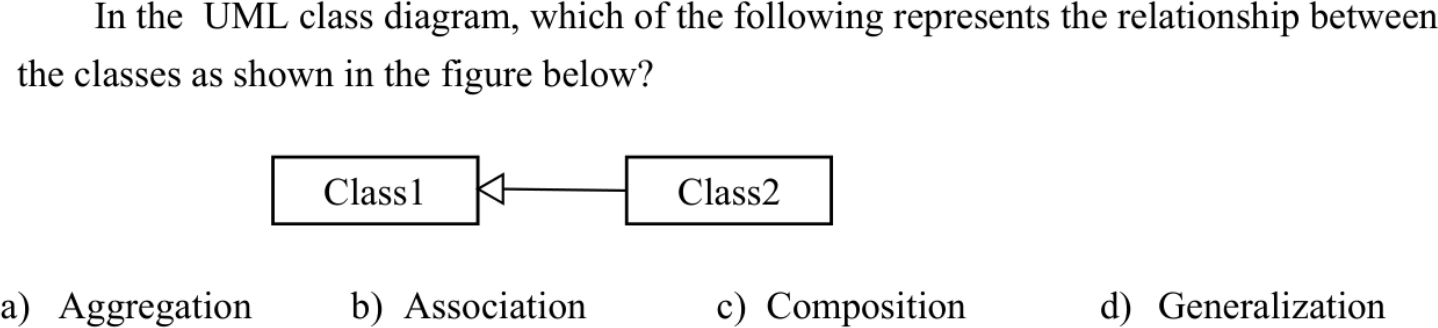 In the UML class diagram, which of the following represents the relationship between
the classes as shown in the figure below?
Class1 Class2
a) Aggregation b) Association c) Composition d) Generalization